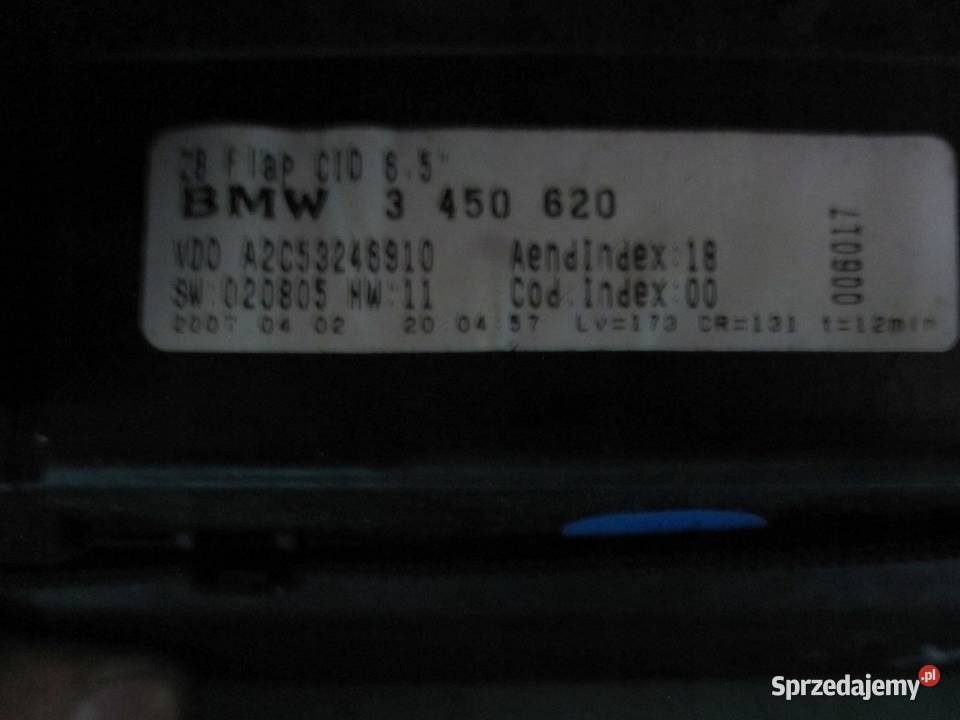 ZB Flap CID 6.5"
BMW 3 450 620
VDO A2C53246910 AendIndex:18
SW:020805 HW:11 Cod.Index:00
2007 04 02 20 04 57 LV=173 CR=131 t=12min
006017
Sprzedajemy.pl